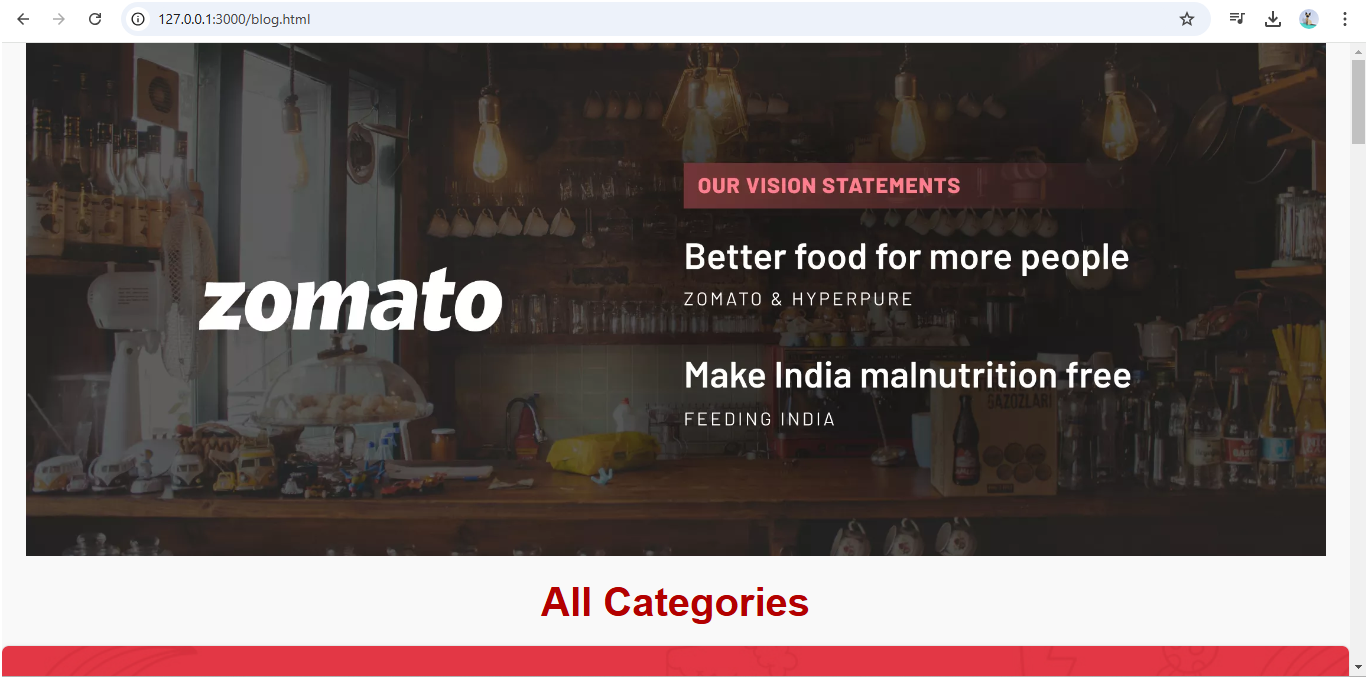 127.0.0.1:3000/blog.html
OUR VISION STATEMENTS
Better food for more people
ZOMATO & HYPERPURE
zomato
Make India malnutrition free
FEEDING INDIA
GAZOZLARI
All Categories